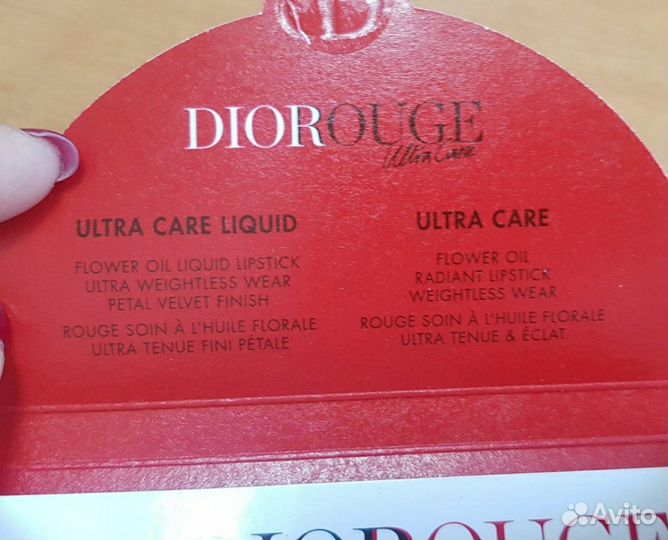 DIOROUGE
Ultra Care
ULTRA CARE LIQUID
FLOWER OIL LIQUID LIPSTICK
ULTRA WEIGHTLESS WEAR
PETAL VELVET FINISH
ROUGE SOIN À L'HUILE FLORALE
ULTRA TENUE FINI PÉTALE
ULTRA CARE
FLOWER OIL
RADIANT LIPSTICK
WEIGHTLESS WEAR
ROUGE SOIN À L'HUILE FLORALE
ULTRA TENUE & ÉCLAT
DIOROUGE
Avito